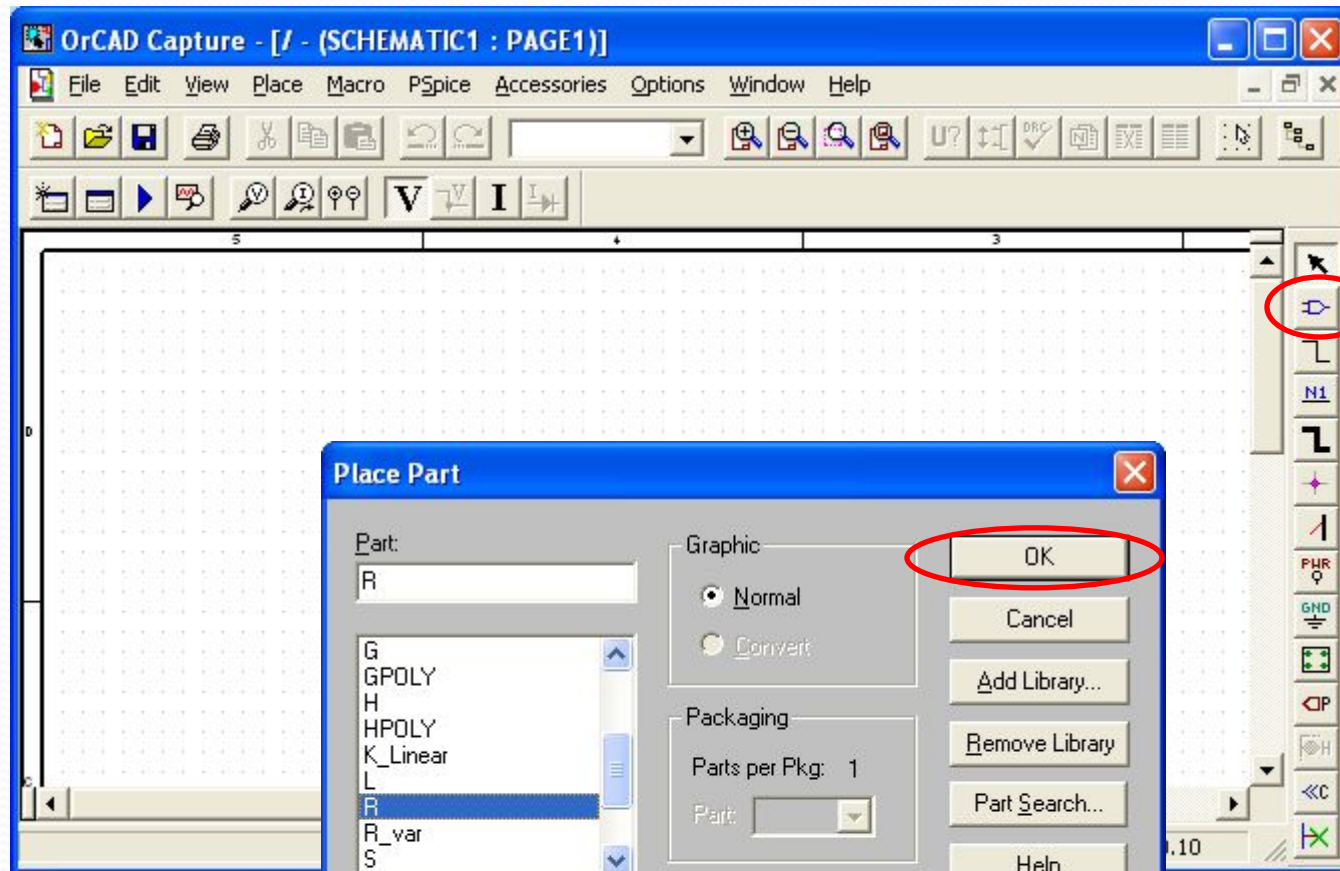 OrCAD Capture - [/ - (SCHEMATIC1 : PAGE1)]
File Edit View Place Macro PSpice Accessories Options Window Help
U? DRC
V I V I
V I
5 4 3
N1
D
PWR
GND
P
H
C
C
Place Part
Part:
R
G
GPOLY
H
HPOLY
K_Linear
L
R
R_var
S
Graphic
Normal
Convert
Packaging
Parts per Pkg: 1
Part:
OK
Cancel
Add Library...
Remove Library
Part Search...
Help
.10